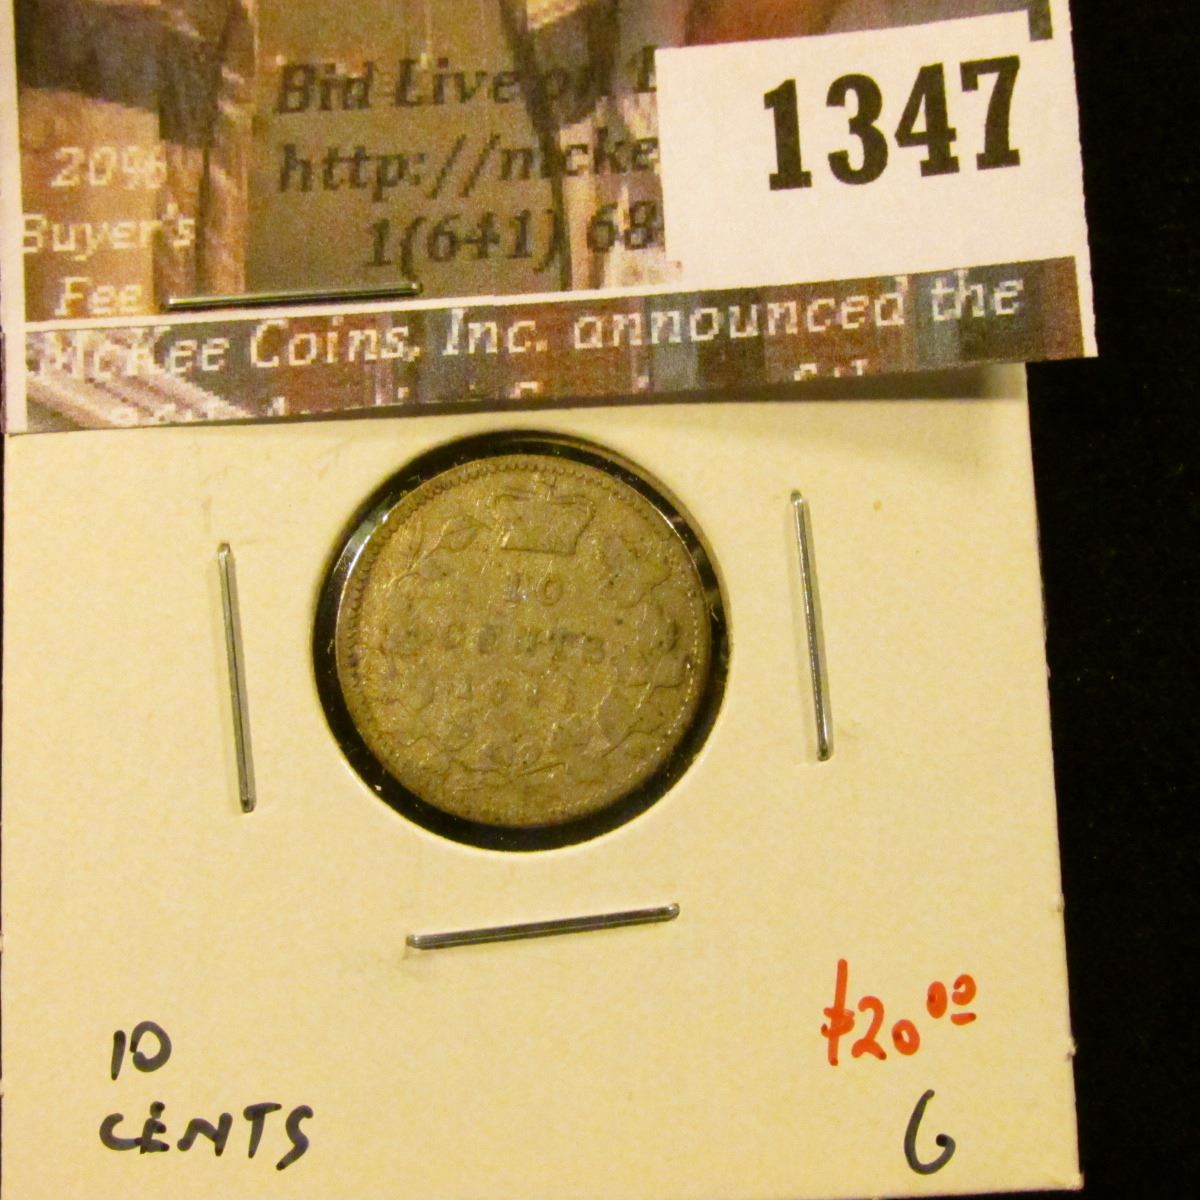 Bid Live on
1347
20%
Buyer's
Fee
http://mcke
1(641) 68
McKee Coins, Inc. announced the
10
CENTS
10
CENTS
$20.00
G